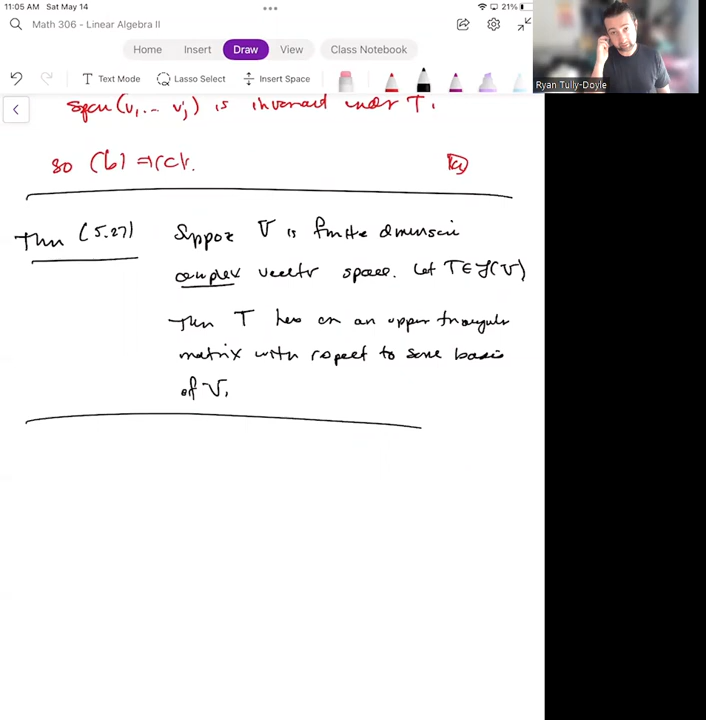 11:05 AM Sat May 14
21%
Math 306 - Linear Algebra II
Home Insert Draw View Class Notebook
Text Mode Lasso Select Insert Space
Ryan Tully-Doyle
span(v₁ ... vⱼ) is invariant under T.
so (b) ⇒ (c).
Thm (5.27) Suppose V is finite dimension
complex vector space. Let T ∈ L(V)
Then T has an an upper triangular
matrix with respect to some basis
of V.